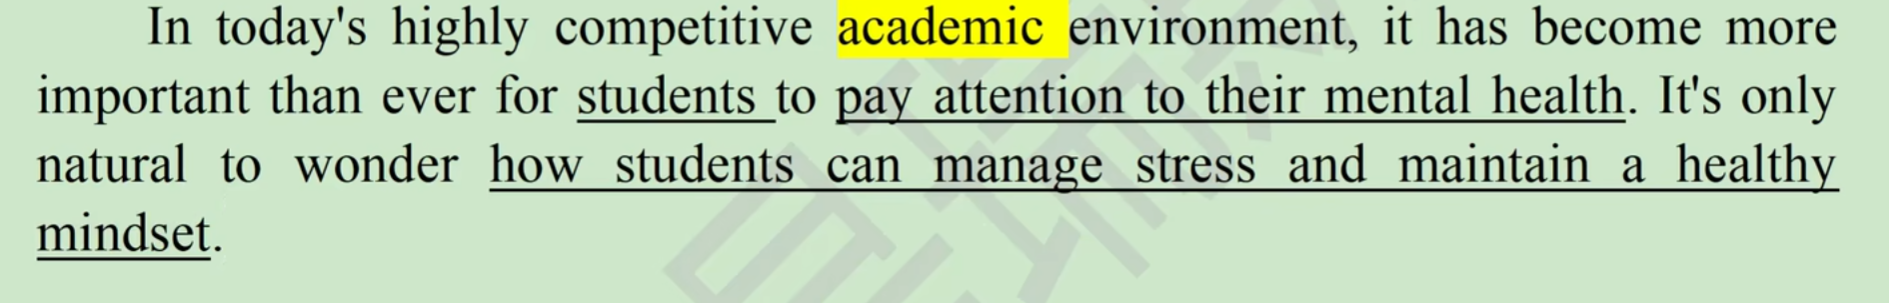 In today's highly competitive academic environment, it has become more
important than ever for students to pay attention to their mental health. It's only
natural to wonder how students can manage stress and maintain a healthy
mindset.